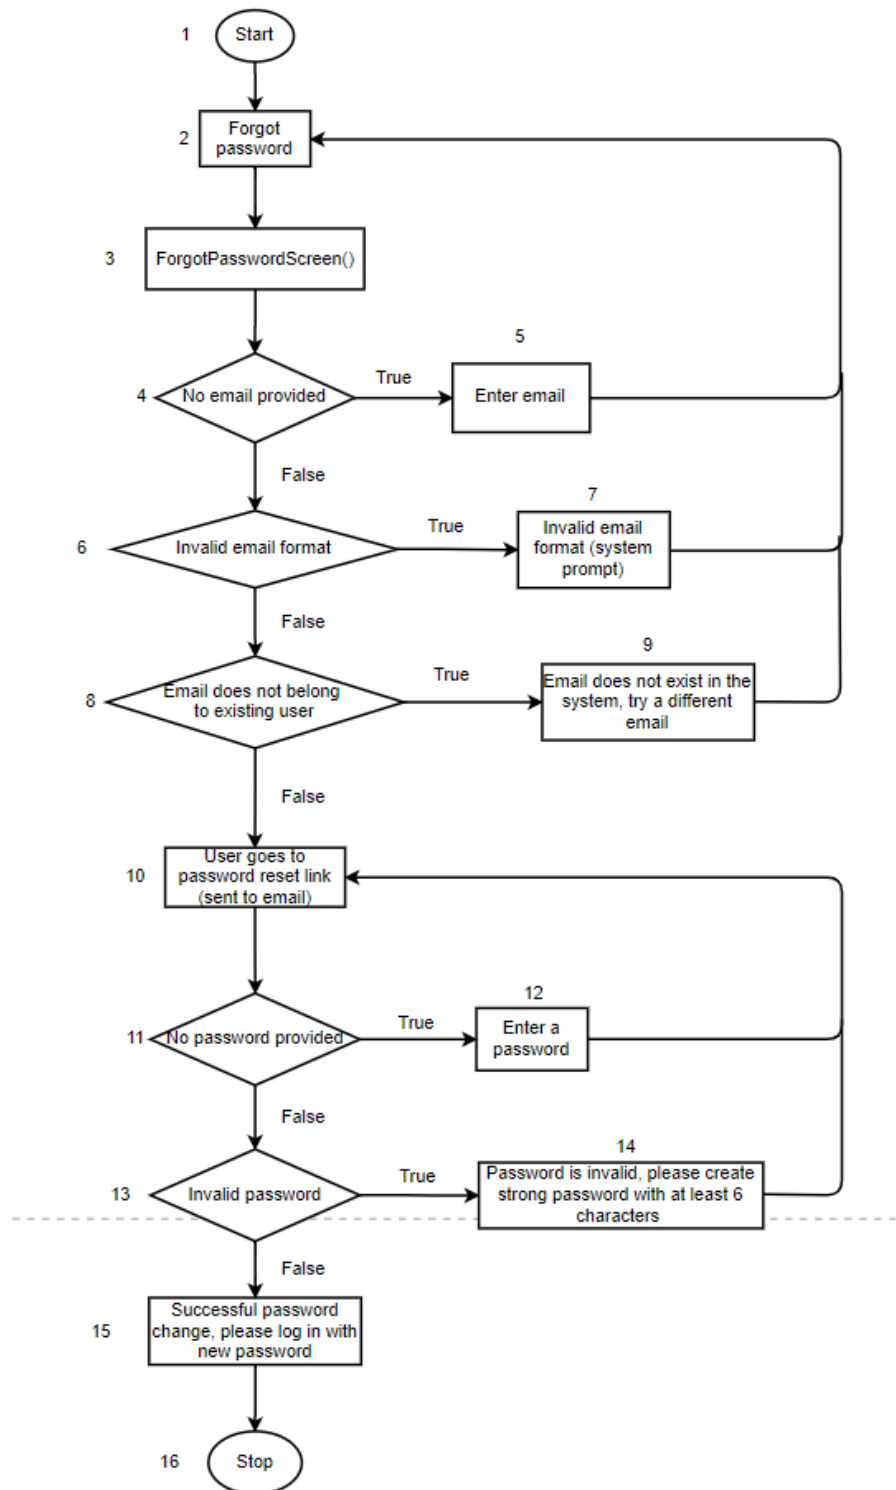 1
Start
2
Forgot
password
3
ForgotPasswordScreen()
4
No email provided
True
5
Enter email
False
6
Invalid email format
True
7
Invalid email
format (system
prompt)
False
8
Email does not belong
to existing user
True
9
Email does not exist in the
system, try a different
email
False
10
User goes to
password reset link
(sent to email)
11
No password provided
True
12
Enter a
password
False
13
Invalid password
True
14
Password is invalid, please create
strong password with at least 6
characters
False
15
Successful password
change, please log in with
new password
16
Stop